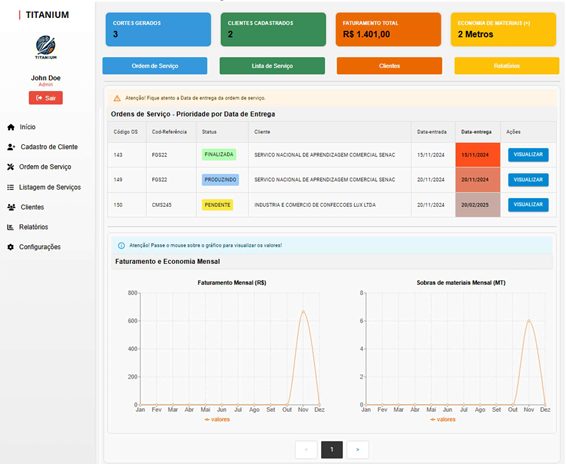 TITANIUM
TITANIUM
John Doe
Admin
Sair
Início
Cadastro de Cliente
Ordem de Serviço
Listagem de Serviços
Clientes
Relatórios
Configurações
CORTES GERADOS
3
CLIENTES CADASTRADOS
2
FATURAMENTO TOTAL
R$ 1.401,00
ECONOMIA DE MATERIAIS (≈)
2 Metros
Ordem de Serviço
Lista de Serviço
Clientes
Relatórios
Atenção! Fique atento a Data de entrega da ordem de serviço.
Ordens de Serviço - Prioridade por Data de Entrega
Código OS Cod-Referência Status Cliente Data-entrada Data-entrega Ações
143 FGS22 FINALIZADA SERVICO NACIONAL DE APRENDIZAGEM COMERCIAL SENAC 15/11/2024 15/11/2024 VISUALIZAR
149 FGS22 PRODUZINDO SERVICO NACIONAL DE APRENDIZAGEM COMERCIAL SENAC 20/11/2024 20/11/2024 VISUALIZAR
150 CMS245 PENDENTE INDUSTRIA E COMERCIO DE CONFECCOES LUX LTDA 20/11/2024 20/02/2025 VISUALIZAR
Atenção! Passe o mouse sobre o gráfico para visualizar os valores!
Faturamento e Economia Mensal
Faturamento Mensal (R$)
800
600
400
200
0
Jan Fev Mar Abr Mai Jun Jul Ago Set Out Nov Dez
valores
Sobras de materiais Mensal (MT)
8
6
4
2
0
Jan Fev Mar Abr Mai Jun Jul Ago Set Out Nov Dez
valores
« 1 »